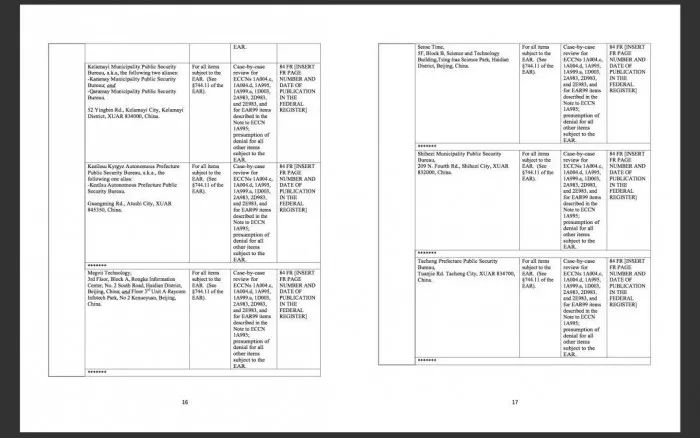 EAR.
Kelamayi Municipality Public Security
Bureau, a.k.a, the following two aliases:
-Karamay Municipality Public Security
Bureau; and
-Qaramay Municipality Public Security
Bureau.
52 Yingbin Rd., Kelamayi City, Kelamayi
District, XUAR 834000, China.
For all items
subject to the
EAR. (See
§744.11 of the
EAR).
Case-by-case
review for
ECCNs 1A004.c,
1A004.d, 1A995,
1A999.a, 1D003,
2A983, 2D983,
and 2E983, and
for EAR99 items
described in the
Note to ECCN
1A995;
presumption of
denial for all
other items
subject to the
EAR.
84 FR [INSERT
FR PAGE
NUMBER AND
DATE OF
PUBLICATION
IN THE
FEDERAL
REGISTER]
Kezilesu Kyrgyz Autonomous Prefecture
Public Security Bureau, a.k.a., the
following one alias:
-Kezilsu Autonomous Prefecture Public
Security Bureau.
Guangming Rd., Atushi City, XUAR
845350, China.
For all items
subject to the
EAR. (See
§744.11 of the
EAR).
Case-by-case
review for
ECCNs 1A004.c,
1A004.d, 1A995,
1A999.a, 1D003,
2A983, 2D983,
and 2E983, and
for EAR99 items
described in the
Note to ECCN
1A995;
presumption of
denial for all
other items
subject to the
EAR.
84 FR [INSERT
FR PAGE
NUMBER AND
DATE OF
PUBLICATION
IN THE
FEDERAL
REGISTER]
*******
Megvii Technology,
3rd Floor, Block A, Rongke Information
Center, No. 2 South Road, Haidian District,
Beijing, China; and Floor 3rd Unit A Raycom
Infotech Park, No 2 Kexueyuan, Beijing,
China.
For all items
subject to the
EAR. (See
§744.11 of the
EAR).
Case-by-case
review for
ECCNs 1A004.c,
1A004.d, 1A995,
1A999.a, 1D003,
2A983, 2D983,
and 2E983, and
for EAR99 items
described in the
Note to ECCN
1A995;
presumption of
denial for all
other items
subject to the
EAR.
84 FR [INSERT
FR PAGE
NUMBER AND
DATE OF
PUBLICATION
IN THE
FEDERAL
REGISTER]
*******
16
Sense Time,
5F, Block B, Science and Technology
Building, Science Park, Haidian
District, Beijing, China.
For all items
subject to the
EAR. (See
§744.11 of the
EAR).
Case-by-case
review for
ECCNs 1A004.c,
1A004.d, 1A995,
1A999.a, 1D003,
2A983, 2D983,
and 2E983, and
for EAR99 items
described in the
Note to ECCN
1A995;
presumption of
denial for all
other items
subject to the
EAR.
84 FR [INSERT
FR PAGE
NUMBER AND
DATE OF
PUBLICATION
IN THE
FEDERAL
REGISTER]
*******
Shihezi Municipality Public Security
Bureau,
209 N. Fourth Rd., Shihezi City, XUAR
832000, China.
For all items
subject to the
EAR. (See
§744.11 of the
EAR).
Case-by-case
review for
ECCNs 1A004.c,
1A004.d, 1A995,
1A999.a, 1D003,
2A983, 2D983,
and 2E983, and
for EAR99 items
described in the
Note to ECCN
1A995;
presumption of
denial for all
other items
subject to the
EAR.
84 FR [INSERT
FR PAGE
NUMBER AND
DATE OF
PUBLICATION
IN THE
FEDERAL
REGISTER]
*******
Tacheng Prefecture Public Security
Bureau,
Tuanjie Rd. Tacheng City, XUAR 834700,
China.
For all items
subject to the
EAR. (See
§744.11 of the
EAR).
Case-by-case
review for
ECCNs 1A004.c,
1A004.d, 1A995,
1A999.a, 1D003,
2A983, 2D983,
and 2E983, and
for EAR99 items
described in the
Note to ECCN
1A995;
presumption of
denial for all
other items
subject to the
EAR.
84 FR [INSERT
FR PAGE
NUMBER AND
DATE OF
PUBLICATION
IN THE
FEDERAL
REGISTER]
*******
17